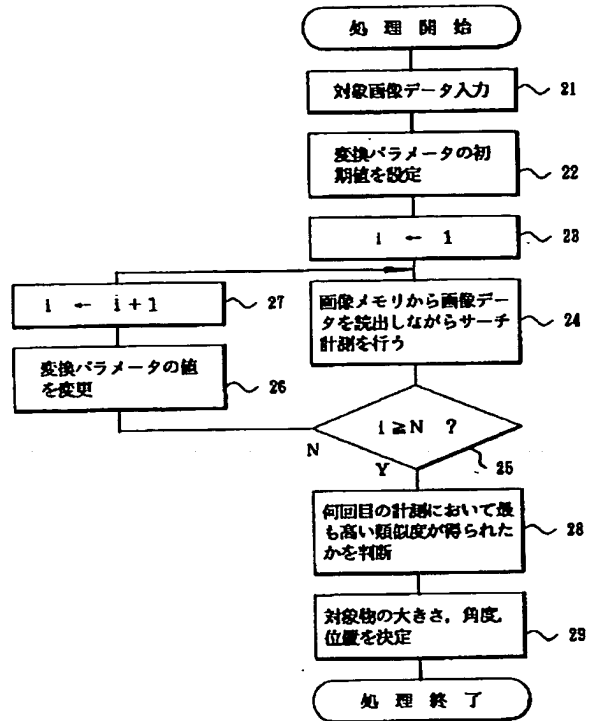 処理開始
対象画像データ入力
21
変換パラメータの初
期値を設定
22
i ← 1
23
画像メモリから画像デー
タを読出しながらサーチ
計測を行う
24
i ≧ N ?
25
N
Y
変換パラメータの値
を変更
26
i ← i+1
27
何回目の計測において最
も高い類似度が得られた
かを判断
28
対象物の大きさ,角度,
位置を決定
29
処理終了